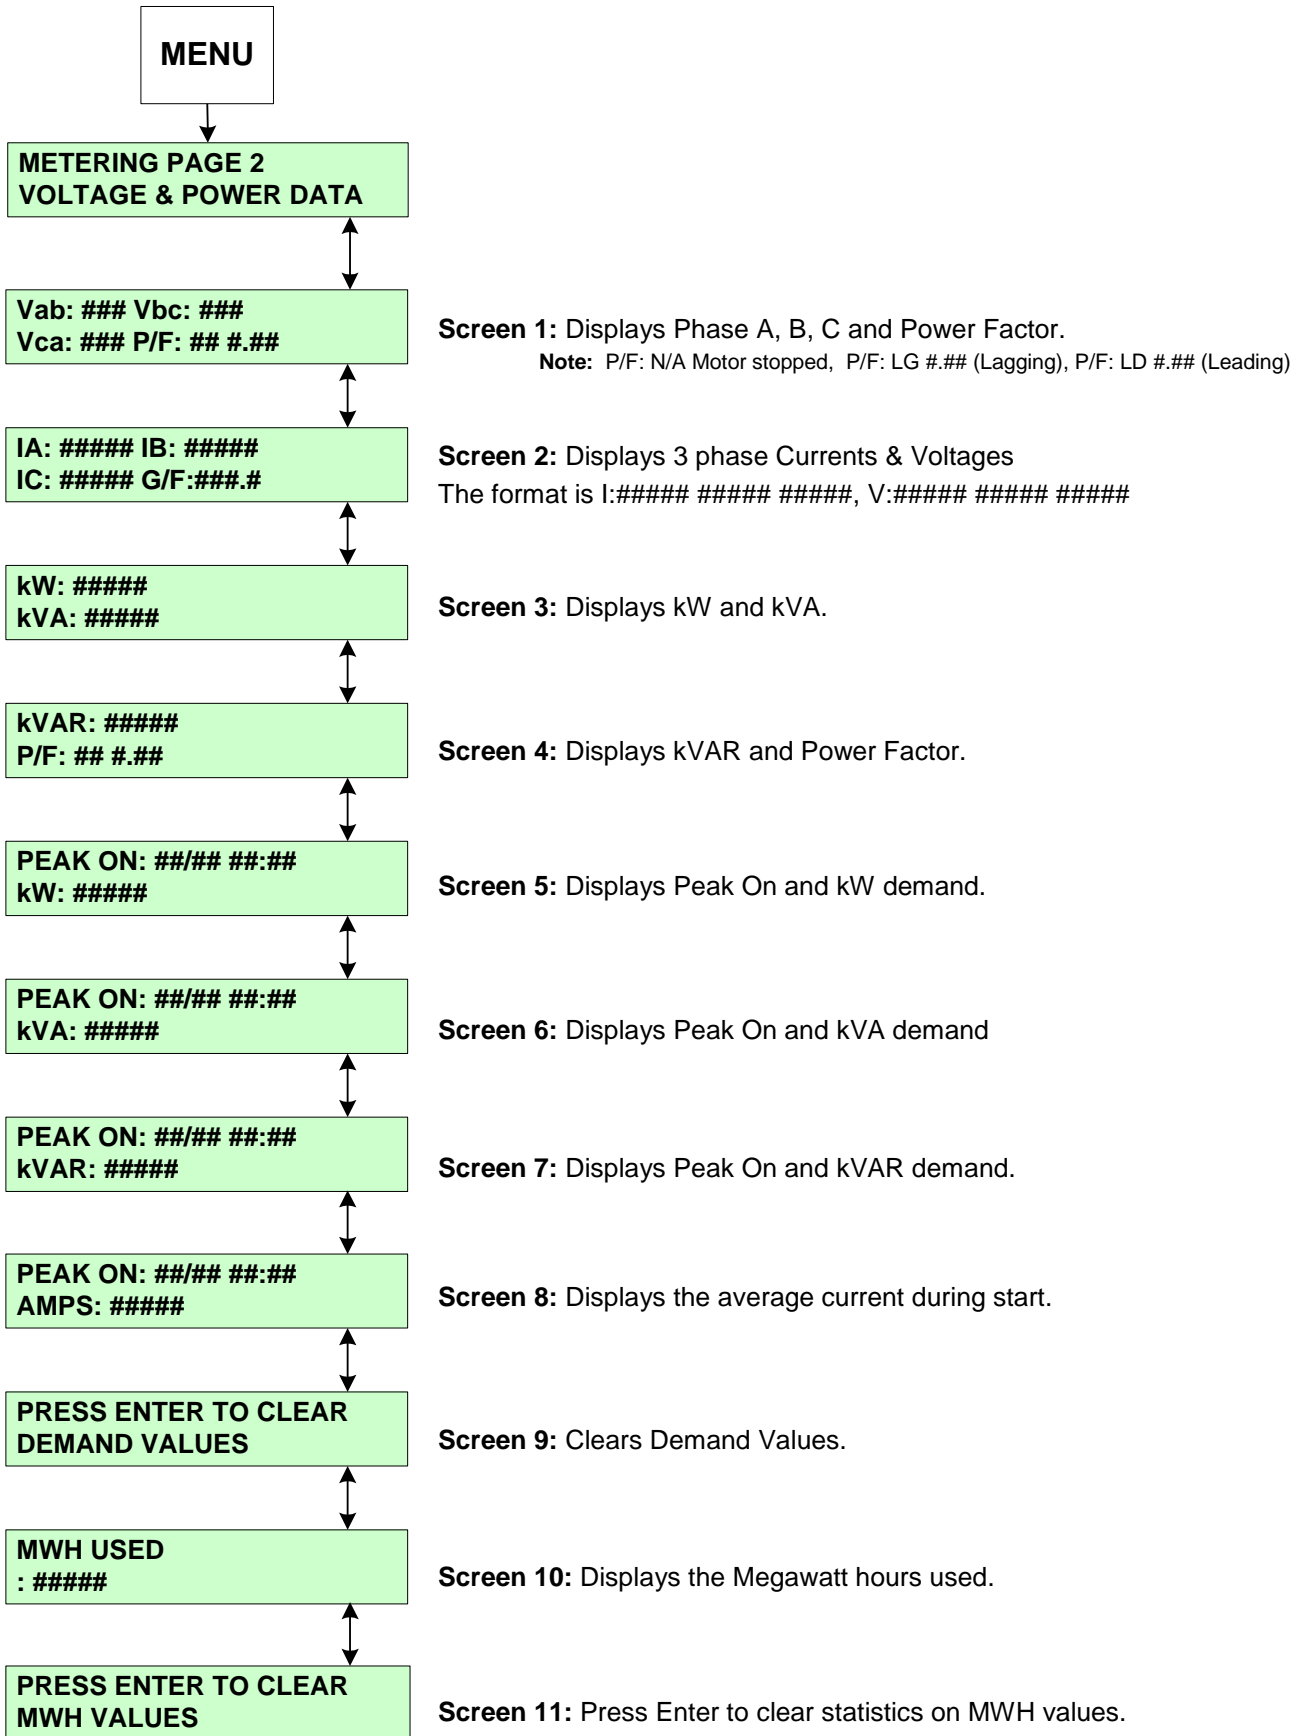 MENU
METERING PAGE 2
VOLTAGE & POWER DATA
Vab: ### Vbc: ###
Vca: ### P/F: ## #.##
Screen 1: Displays Phase A, B, C and Power Factor.
Note: P/F: N/A Motor stopped, P/F: LG #.## (Lagging), P/F: LD #.## (Leading)
IA: ##### IB: #####
IC: ##### G/F:###.#
Screen 2: Displays 3 phase Currents & Voltages
The format is I:##### ##### #####, V:##### ##### #####
kW: #####
kVA: #####
Screen 3: Displays kW and kVA.
kVAR: #####
P/F: ## #.##
Screen 4: Displays kVAR and Power Factor.
PEAK ON: ##/## ##:##
kW: #####
Screen 5: Displays Peak On and kW demand.
PEAK ON: ##/## ##:##
kVA: #####
Screen 6: Displays Peak On and kVA demand
PEAK ON: ##/## ##:##
kVAR: #####
Screen 7: Displays Peak On and kVAR demand.
PEAK ON: ##/## ##:##
AMPS: #####
Screen 8: Displays the average current during start.
PRESS ENTER TO CLEAR
DEMAND VALUES
Screen 9: Clears Demand Values.
MWH USED
: #####
Screen 10: Displays the Megawatt hours used.
PRESS ENTER TO CLEAR
MWH VALUES
Screen 11: Press Enter to clear statistics on MWH values.